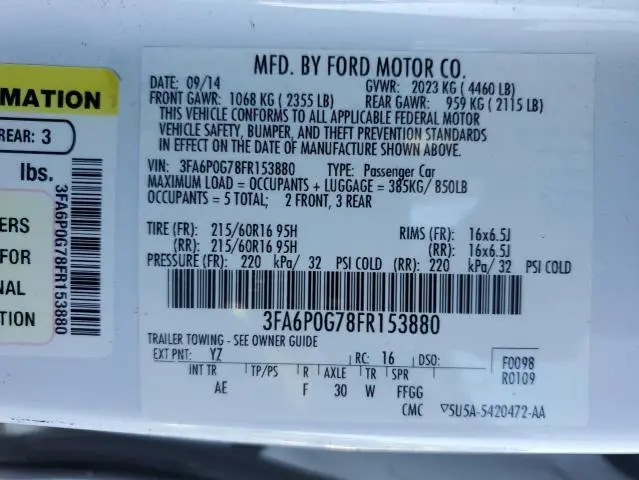 MFD. BY FORD MOTOR CO.
DATE: 09/14 GVWR: 2023 KG ( 4460 LB)
FRONT GAWR: 1068 KG ( 2355 LB) REAR GAWR: 959 KG ( 2115 LB)
THIS VEHICLE CONFORMS TO ALL APPLICABLE FEDERAL MOTOR
VEHICLE SAFETY, BUMPER, AND THEFT PREVENTION STANDARDS
IN EFFECT ON THE DATE OF MANUFACTURE SHOWN ABOVE.
VIN: 3FA6P0G78FR153880 TYPE: Passenger Car
MAXIMUM LOAD = OCCUPANTS + LUGGAGE = 385KG/ 850LB
OCCUPANTS = 5 TOTAL; 2 FRONT, 3 REAR
TIRE (FR): 215/60R16 95H RIMS (FR): 16x6.5J
(RR): 215/60R16 95H (RR): 16x6.5J
PRESSURE (FR): 220 kPa/ 32 PSI COLD (RR): 220 kPa/ 32 PSI COLD
3FA6P0G78FR153880
TRAILER TOWING - SEE OWNER GUIDE
EXT PNT: YZ RC: 16 DSO: F0098
INT TR TP/PS R AXLE TR SPR R0109
AE F 30 W FFGG
CMC ▽5U5A-5420472-AA
RMATION
REAR: 3
lbs.
ERS
FOR
NAL
TION
3FA6P0G78FR153880